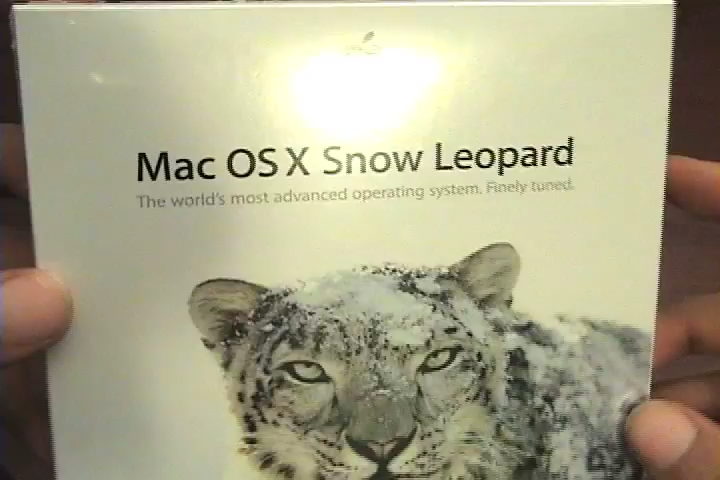 Mac OS X Snow Leopard
The world's most advanced operating system. Finely tuned.